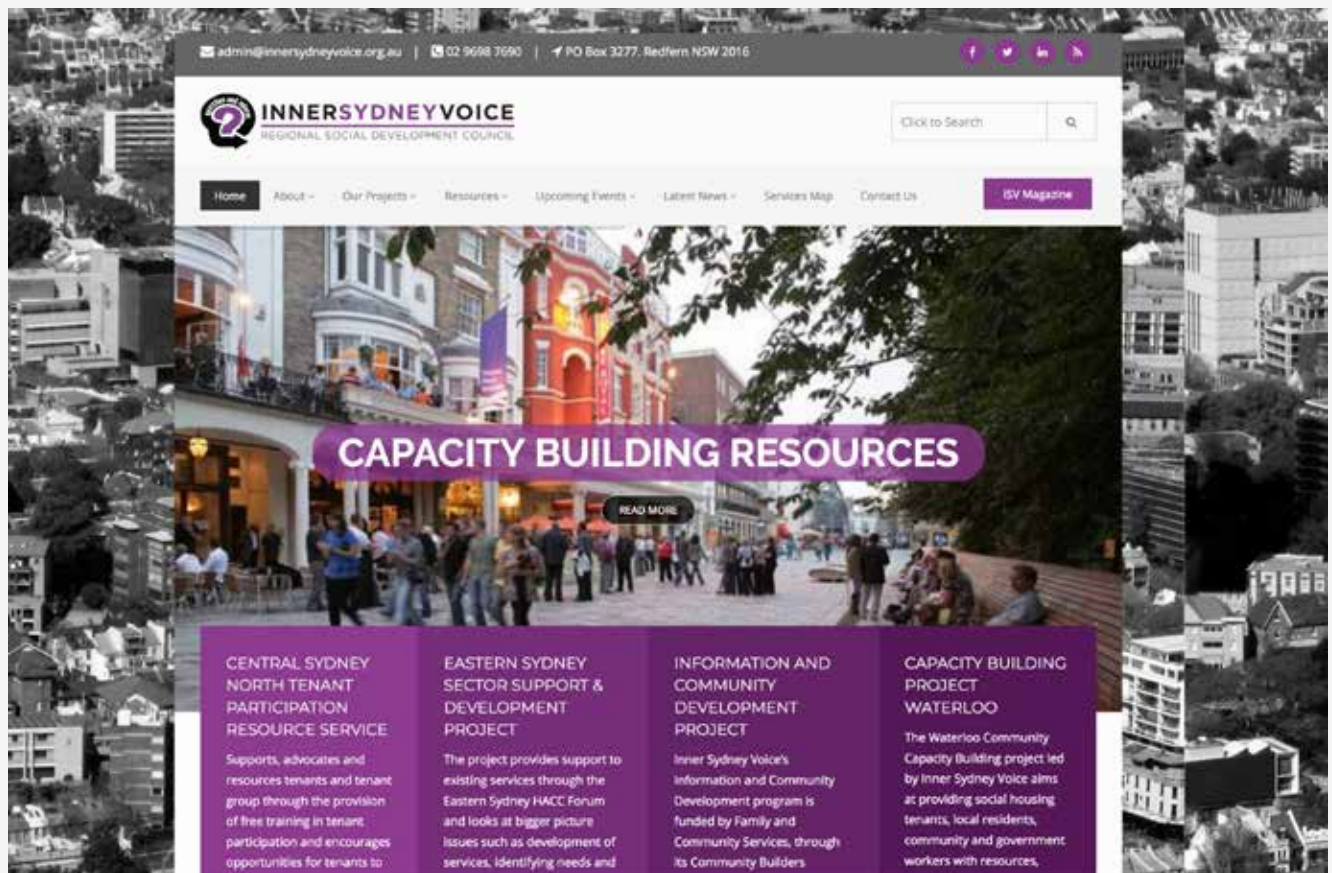 admin@innersydneyvoice.org.au | 02 9698 7690 | PO Box 3277. Redfern NSW 2016
INNERSYDNEYVOICE
REGIONAL SOCIAL DEVELOPMENT COUNCIL
Click to Search
Home About Our Projects Resources Upcoming Events Latest News Services Map Contact Us ISV Magazine
CAPACITY BUILDING RESOURCES
READ MORE
CENTRAL SYDNEY
NORTH TENANT
PARTICIPATION
RESOURCE SERVICE
Supports, advocates and
resources tenants and tenant
group through the provision
of free training in tenant
participation and encourages
opportunities for tenants to
EASTERN SYDNEY
SECTOR SUPPORT &
DEVELOPMENT
PROJECT
The project provides support to
existing services through the
Eastern Sydney HACC Forum
and looks at bigger picture
issues such as development of
services, identifying needs and
INFORMATION AND
COMMUNITY
DEVELOPMENT
PROJECT
Inner Sydney Voice's
Information and Community
Development program is
funded by Family and
Community Services, through
its Community Builders
CAPACITY BUILDING
PROJECT
WATERLOO
The Waterloo Community
Capacity Building project led
by Inner Sydney Voice aims
at providing social housing
tenants, local residents,
community and government
workers with resources,